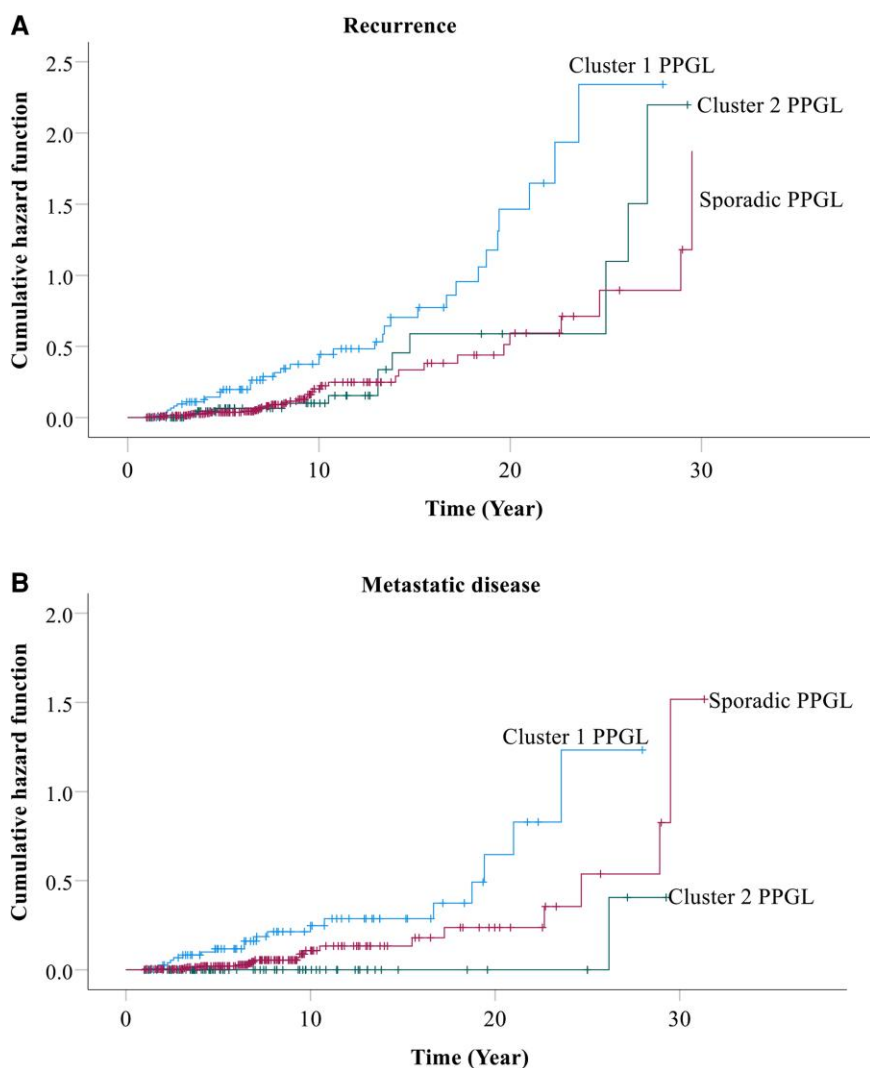 A
Recurrence
Cumulative hazard function
2.5
2.0
1.5
1.0
0.5
0.0
Cluster 1 PPGL
Cluster 2 PPGL
Sporadic PPGL
0 10 20 30
Time (Year)
B
Metastatic disease
Cumulative hazard function
2.0
1.5
1.0
0.5
0.0
Sporadic PPGL
Cluster 1 PPGL
Cluster 2 PPGL
0 10 20 30
Time (Year)